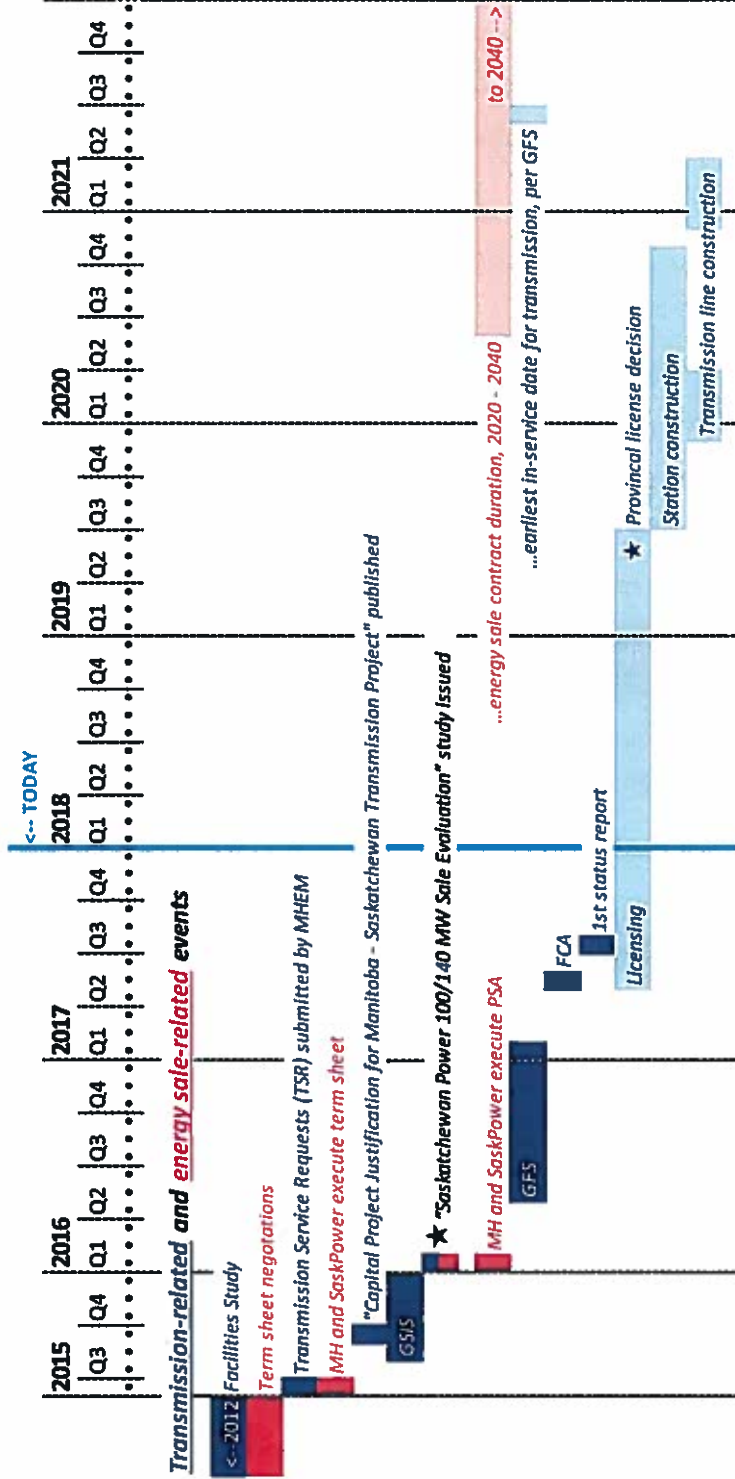 <-- TODAY
2015 2016 2017 2018 2019 2020 2021
Q3 Q4 Q1 Q2 Q3 Q4 Q1 Q2 Q3 Q4 Q1 Q2 Q3 Q4 Q1 Q2 Q3 Q4 Q1 Q2 Q3 Q4 Q1 Q2 Q3 Q4
Transmission-related and energy sale-related events
<--2012 Facilities Study
Term sheet negotations
Transmission Service Requests (TSR) submitted by MHEM
MH and SaskPower execute term sheet
"Capital Project Justification for Manitoba - Saskatchewan Transmission Project" published
GSIS
★ "Saskatchewan Power 100/140 MW Sale Evaluation" study issued
MH and SaskPower execute PSA
...energy sale contract duration, 2020 - 2040
to 2040 -->
GFS
...earliest in-service date for transmission, per GFS
FCA
1st status report
Licensing
★ Provincal license decision
Station construction
Transmission line construction